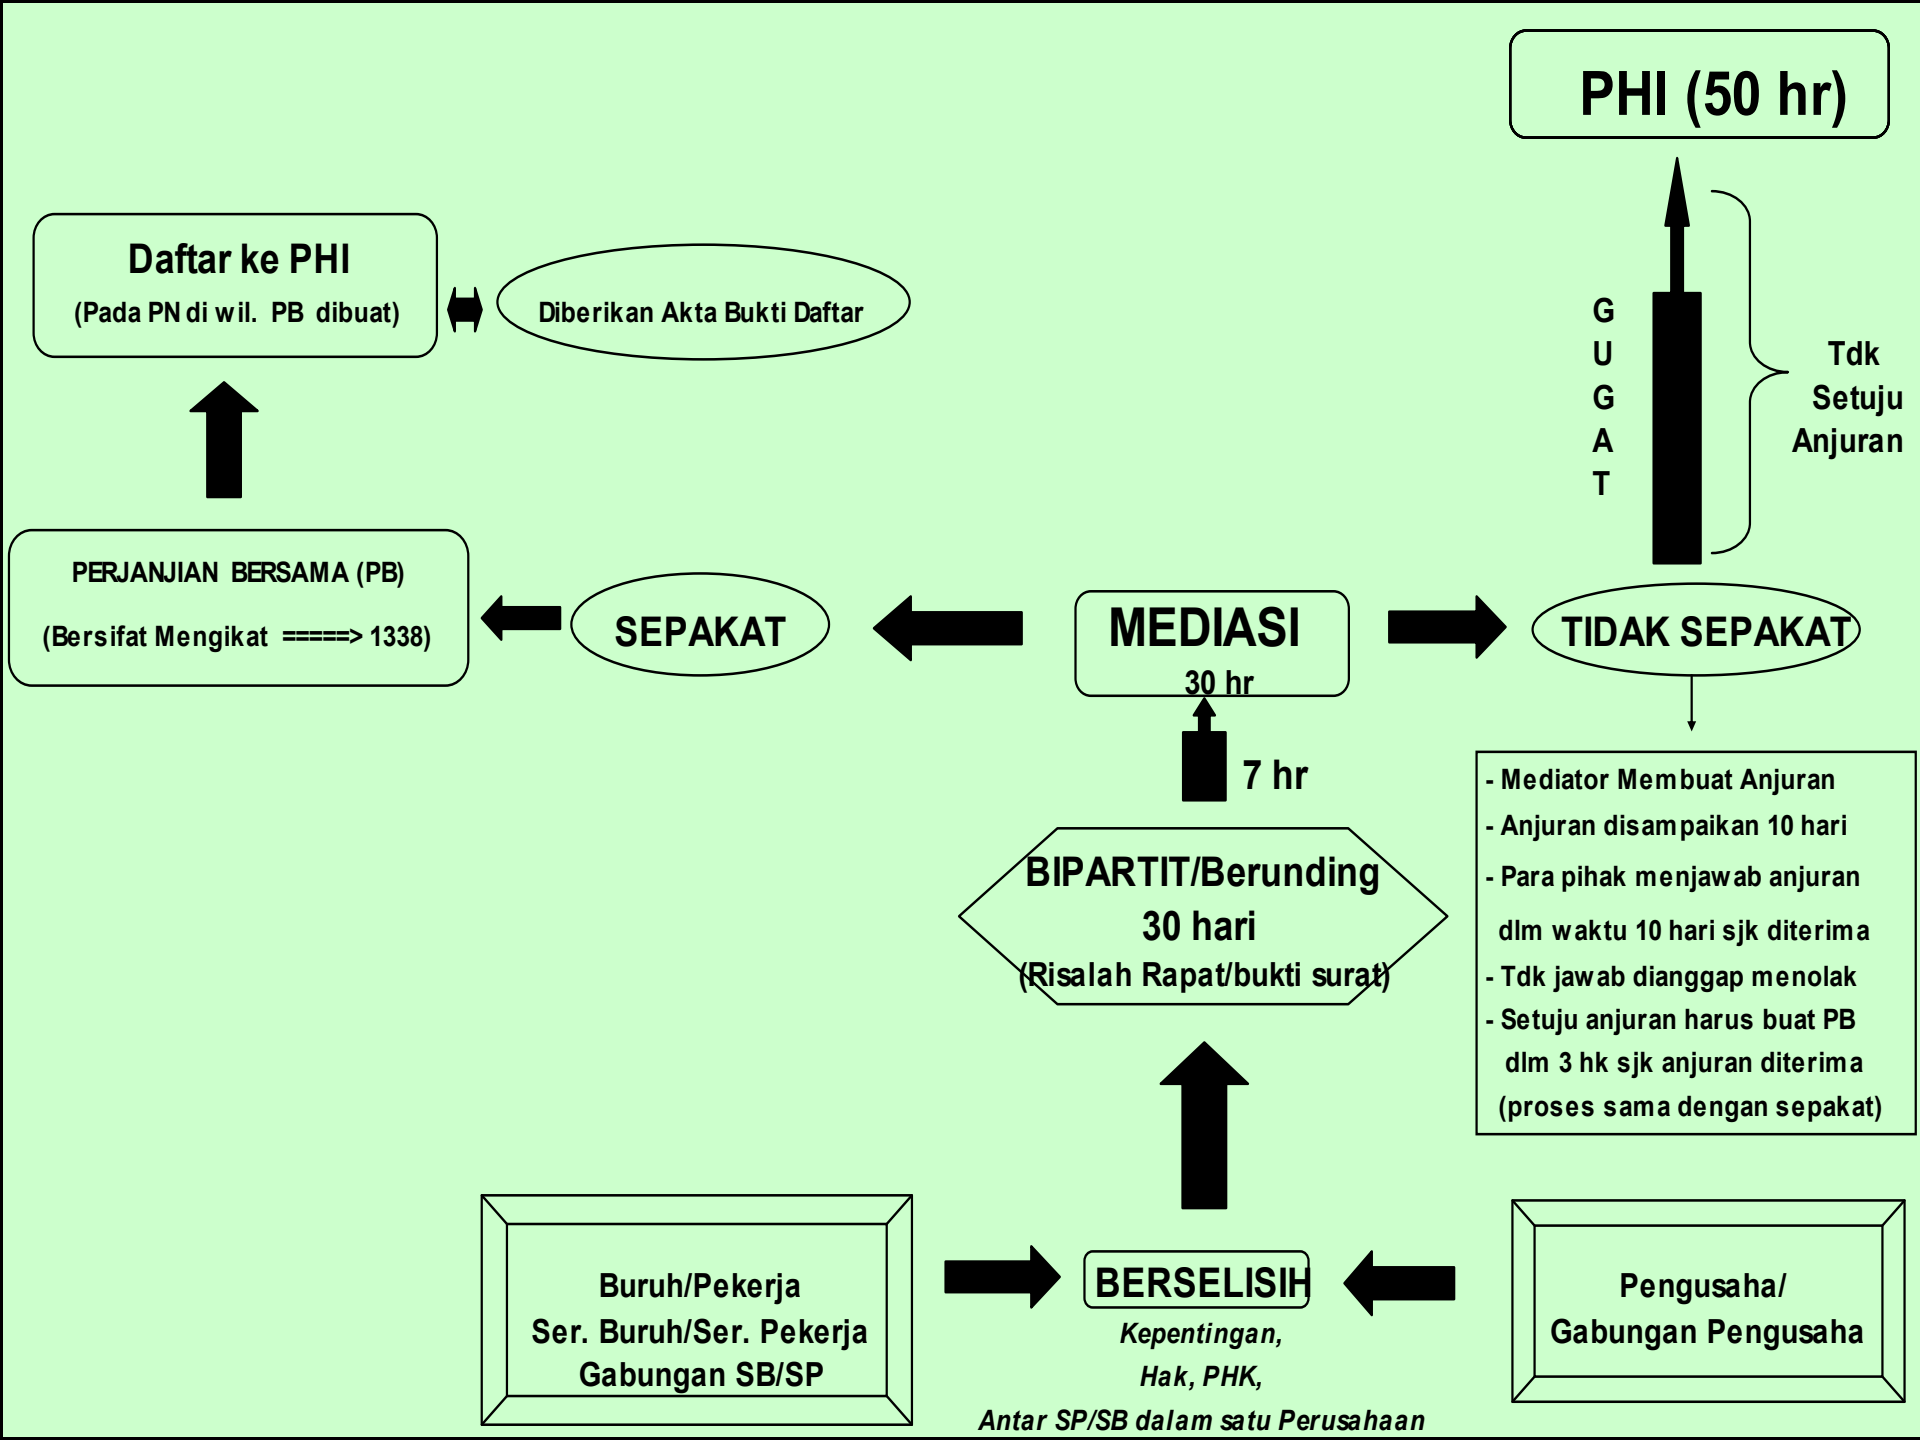 PHI (50 hr)
Daftar ke PHI
(Pada PN di wil. PB dibuat)
Diberikan Akta Bukti Daftar
G
U
G
A
T
Tdk
Setuju
Anjuran
PERJANJIAN BERSAMA (PB)
(Bersifat Mengikat =====> 1338)
SEPAKAT
MEDIASI
30 hr
TIDAK SEPAKAT
7 hr
- Mediator Membuat Anjuran
- Anjuran disampaikan 10 hari
- Para pihak menjawab anjuran
dlm waktu 10 hari sjk diterima
- Tdk jawab dianggap menolak
- Setuju anjuran harus buat PB
dlm 3 hk sjk anjuran diterima
(proses sama dengan sepakat)
BIPARTIT/Berunding
30 hari
(Risalah Rapat/bukti surat)
Buruh/Pekerja
Ser. Buruh/Ser. Pekerja
Gabungan SB/SP
BERSELISIH
Kepentingan,
Hak, PHK,
Antar SP/SB dalam satu Perusahaan
Pengusaha/
Gabungan Pengusaha